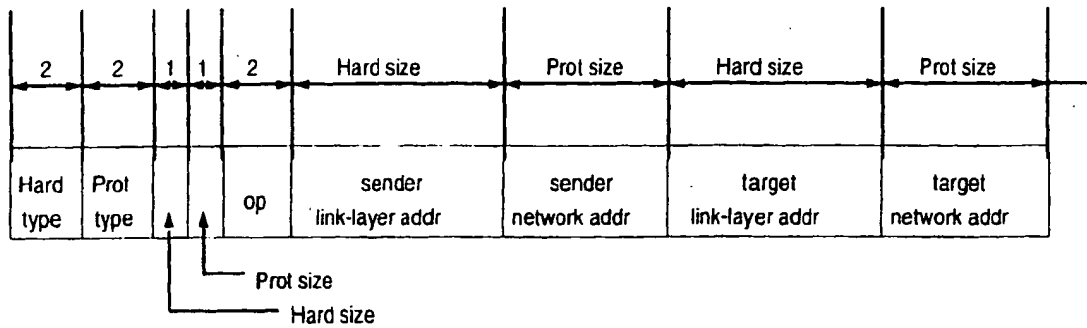 2 2 1 1 2 Hard size Prot size Hard size Prot size
Hard type
Prot type
op
sender link-layer addr
sender network addr
target link-layer addr
target network addr
Prot size
Hard size